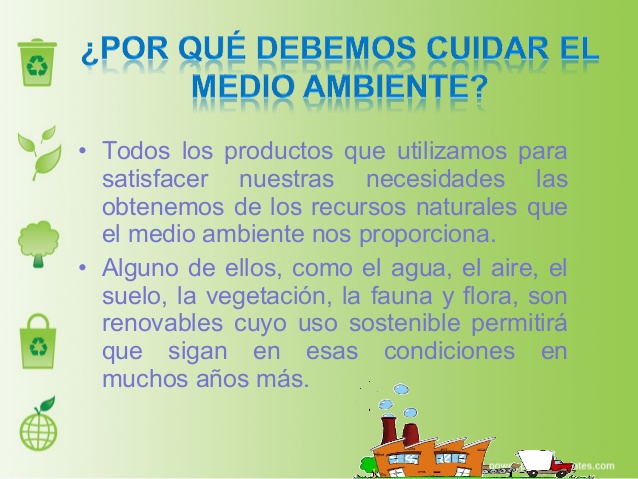 ¿POR QUÉ DEBEMOS CUIDAR EL
MEDIO AMBIENTE?
• Todos los productos que utilizamos para
satisfacer nuestras necesidades las
obtenemos de los recursos naturales que
el medio ambiente nos proporciona.
• Alguno de ellos, como el agua, el aire, el
suelo, la vegetación, la fauna y flora, son
renovables cuyo uso sostenible permitirá
que sigan en esas condiciones en
muchos años más.